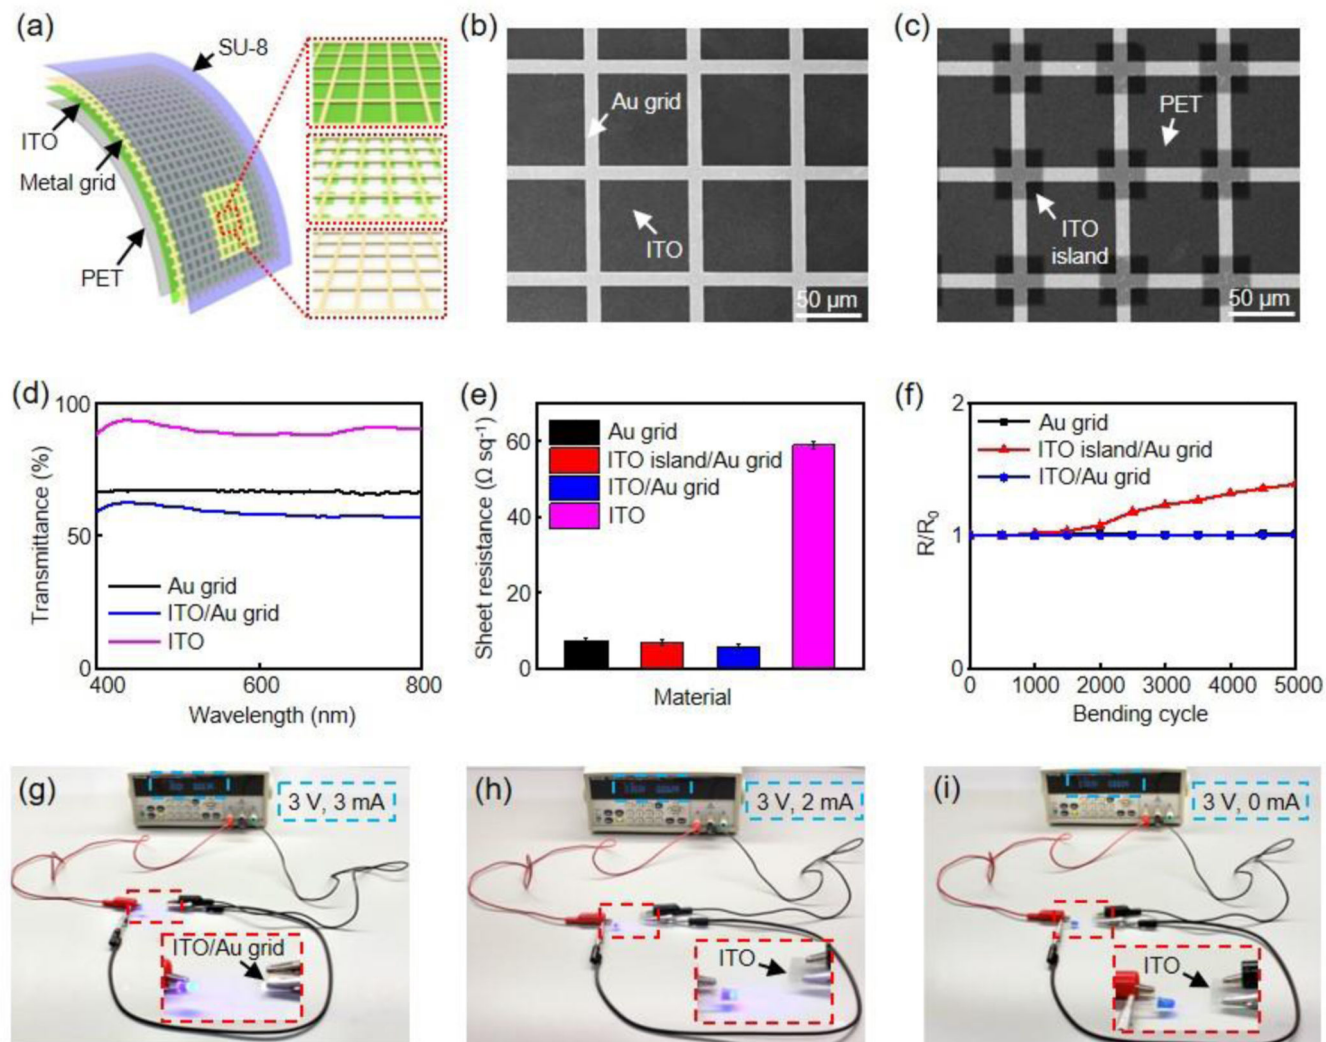 (a)
SU-8
ITO
Metal grid
PET
(b)
Au grid
ITO
50 µm
(c)
PET
ITO
island
50 µm
(d)
100
50
0
400
600
800
Transmittance (%)
Wavelength (nm)
Au grid
ITO/Au grid
ITO
(e)
60
40
20
0
Sheet resistance (Ω sq⁻¹)
Material
Au grid
ITO island/Au grid
ITO/Au grid
ITO
(f)
2
1
0
0
1000
2000
3000
4000
5000
R/R₀
Bending cycle
Au grid
ITO island/Au grid
ITO/Au grid
(g)
3 V, 3 mA
ITO/Au grid
(h)
3 V, 2 mA
ITO
(i)
3 V, 0 mA
ITO